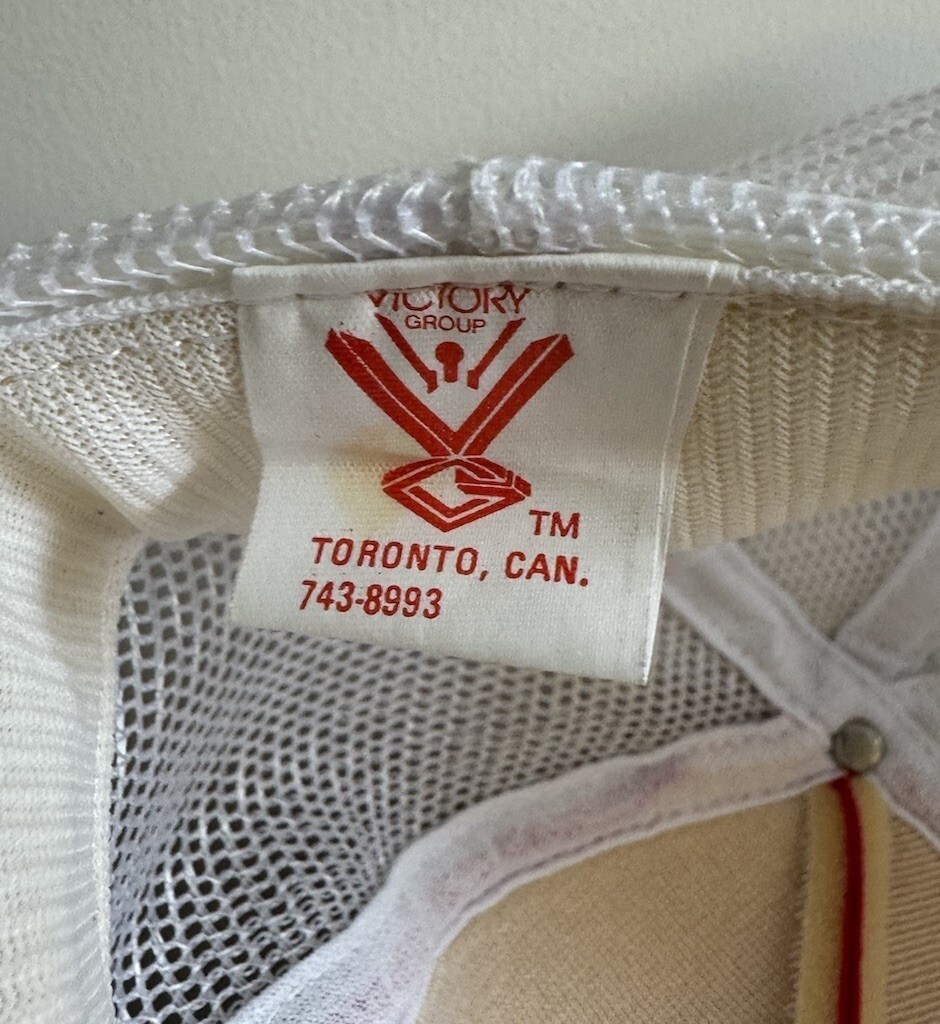 VICTORY
GROUP
TM
TORONTO, CAN.
743-8993